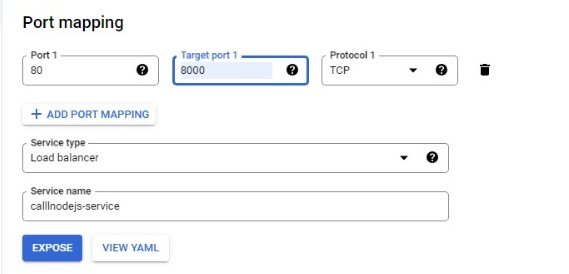 Port mapping
Port 1 Target port 1 Protocol 1
80 8000 TCP
+ ADD PORT MAPPING
Service type
Load balancer
Service name
calllnodejs-service
EXPOSE VIEW YAML